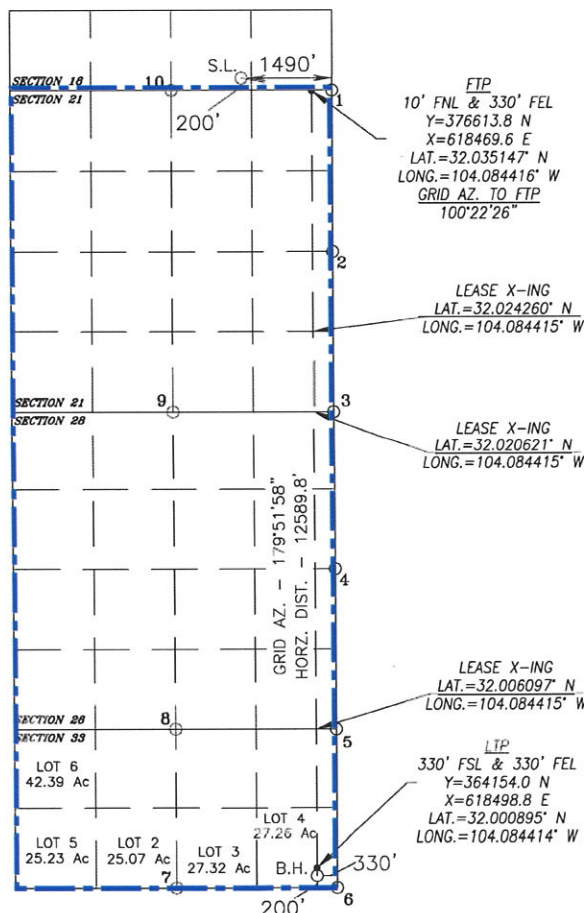 S.L.
1490'
SECTION 16
10
SECTION 21
1
200'
FTP
10' FNL & 330' FEL
Y=376613.8 N
X=618469.6 E
LAT.=32.035147° N
LONG.=104.084416° W
GRID AZ. TO FTP
100°22'26"
2
LEASE X-ING
LAT.=32.024260° N
LONG.=104.084415° W
SECTION 21
9
3
SECTION 28
LEASE X-ING
LAT.=32.020621° N
LONG.=104.084415° W
GRID AZ. - 179°51'58"
HORZ. DIST. - 12589.8'
4
LEASE X-ING
LAT.=32.006097° N
LONG.=104.084415° W
SECTION 28
8
5
SECTION 33
LOT 6
42.39 Ac
LTP
330' FSL & 330' FEL
Y=364154.0 N
X=618498.8 E
LAT.=32.000895° N
LONG.=104.084414° W
LOT 4
27.26 Ac
LOT 5
25.23 Ac
LOT 2
25.07 Ac
LOT 3
27.32 Ac
B.H.
330'
7
200'
6